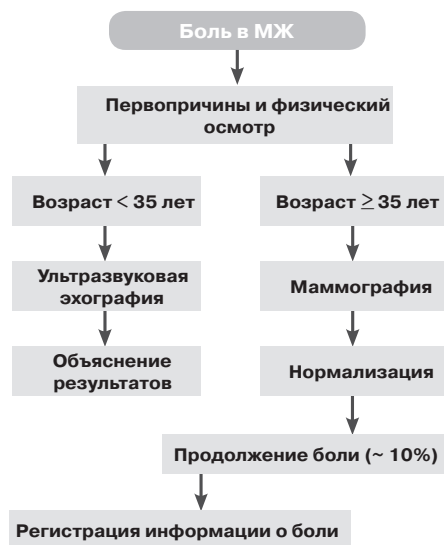 Боль в МЖ
Первопричины и физический
осмотр
Возраст < 35 лет
Возраст ≥ 35 лет
Ультразвуковая
эхография
Маммография
Объяснение
результатов
Нормализация
Продолжение боли (~ 10%)
Регистрация информации о боли